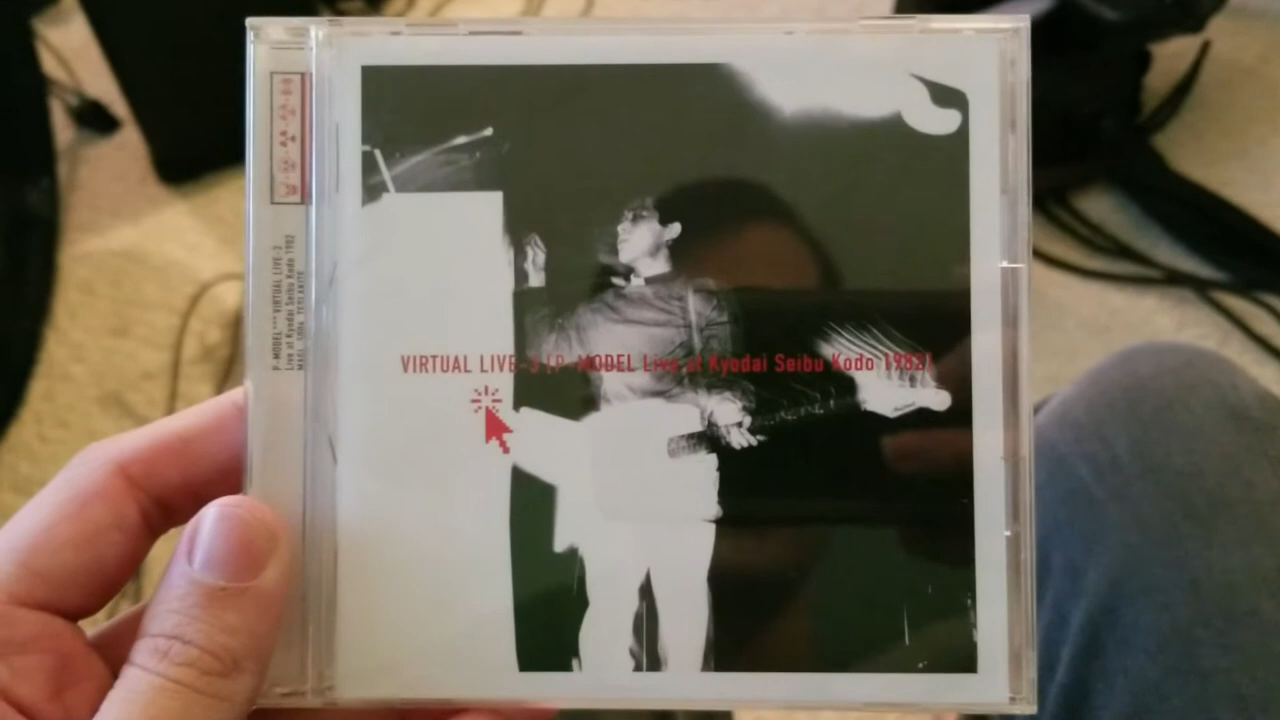 P-MODEL *** VIRTUAL LIVE-3
Live at Kyodai Seibu Kodo 1982
VIRTUAL LIVE-3 [P-MODEL Live at Kyodai Seibu Kodo 1982]